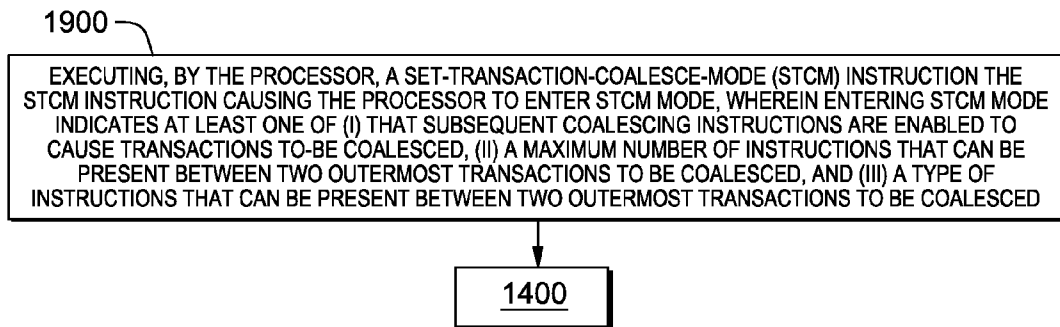 1900
EXECUTING, BY THE PROCESSOR, A SET-TRANSACTION-COALESCE-MODE (STCM) INSTRUCTION THE
STCM INSTRUCTION CAUSING THE PROCESSOR TO ENTER STCM MODE, WHEREIN ENTERING STCM MODE
INDICATES AT LEAST ONE OF (I) THAT SUBSEQUENT COALESCING INSTRUCTIONS ARE ENABLED TO
CAUSE TRANSACTIONS TO-BE COALESCED, (II) A MAXIMUM NUMBER OF INSTRUCTIONS THAT CAN BE
PRESENT BETWEEN TWO OUTERMOST TRANSACTIONS TO BE COALESCED, AND (III) A TYPE OF
INSTRUCTIONS THAT CAN BE PRESENT BETWEEN TWO OUTERMOST TRANSACTIONS TO BE COALESCED
1400